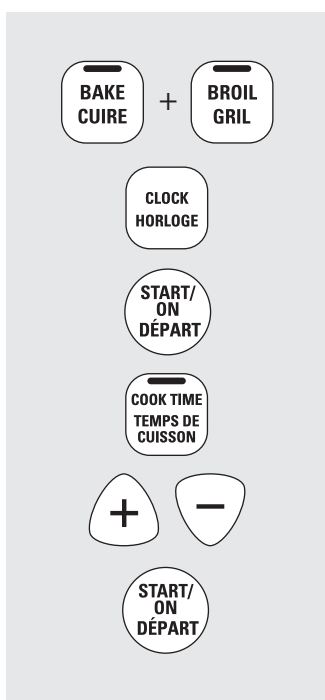 BAKE
CUIRE
+
BROIL
GRIL
CLOCK
HORLOGE
START/
ON
DÉPART
COOK TIME
TEMPS DE
CUISSON
+ −
START/
ON
DÉPART